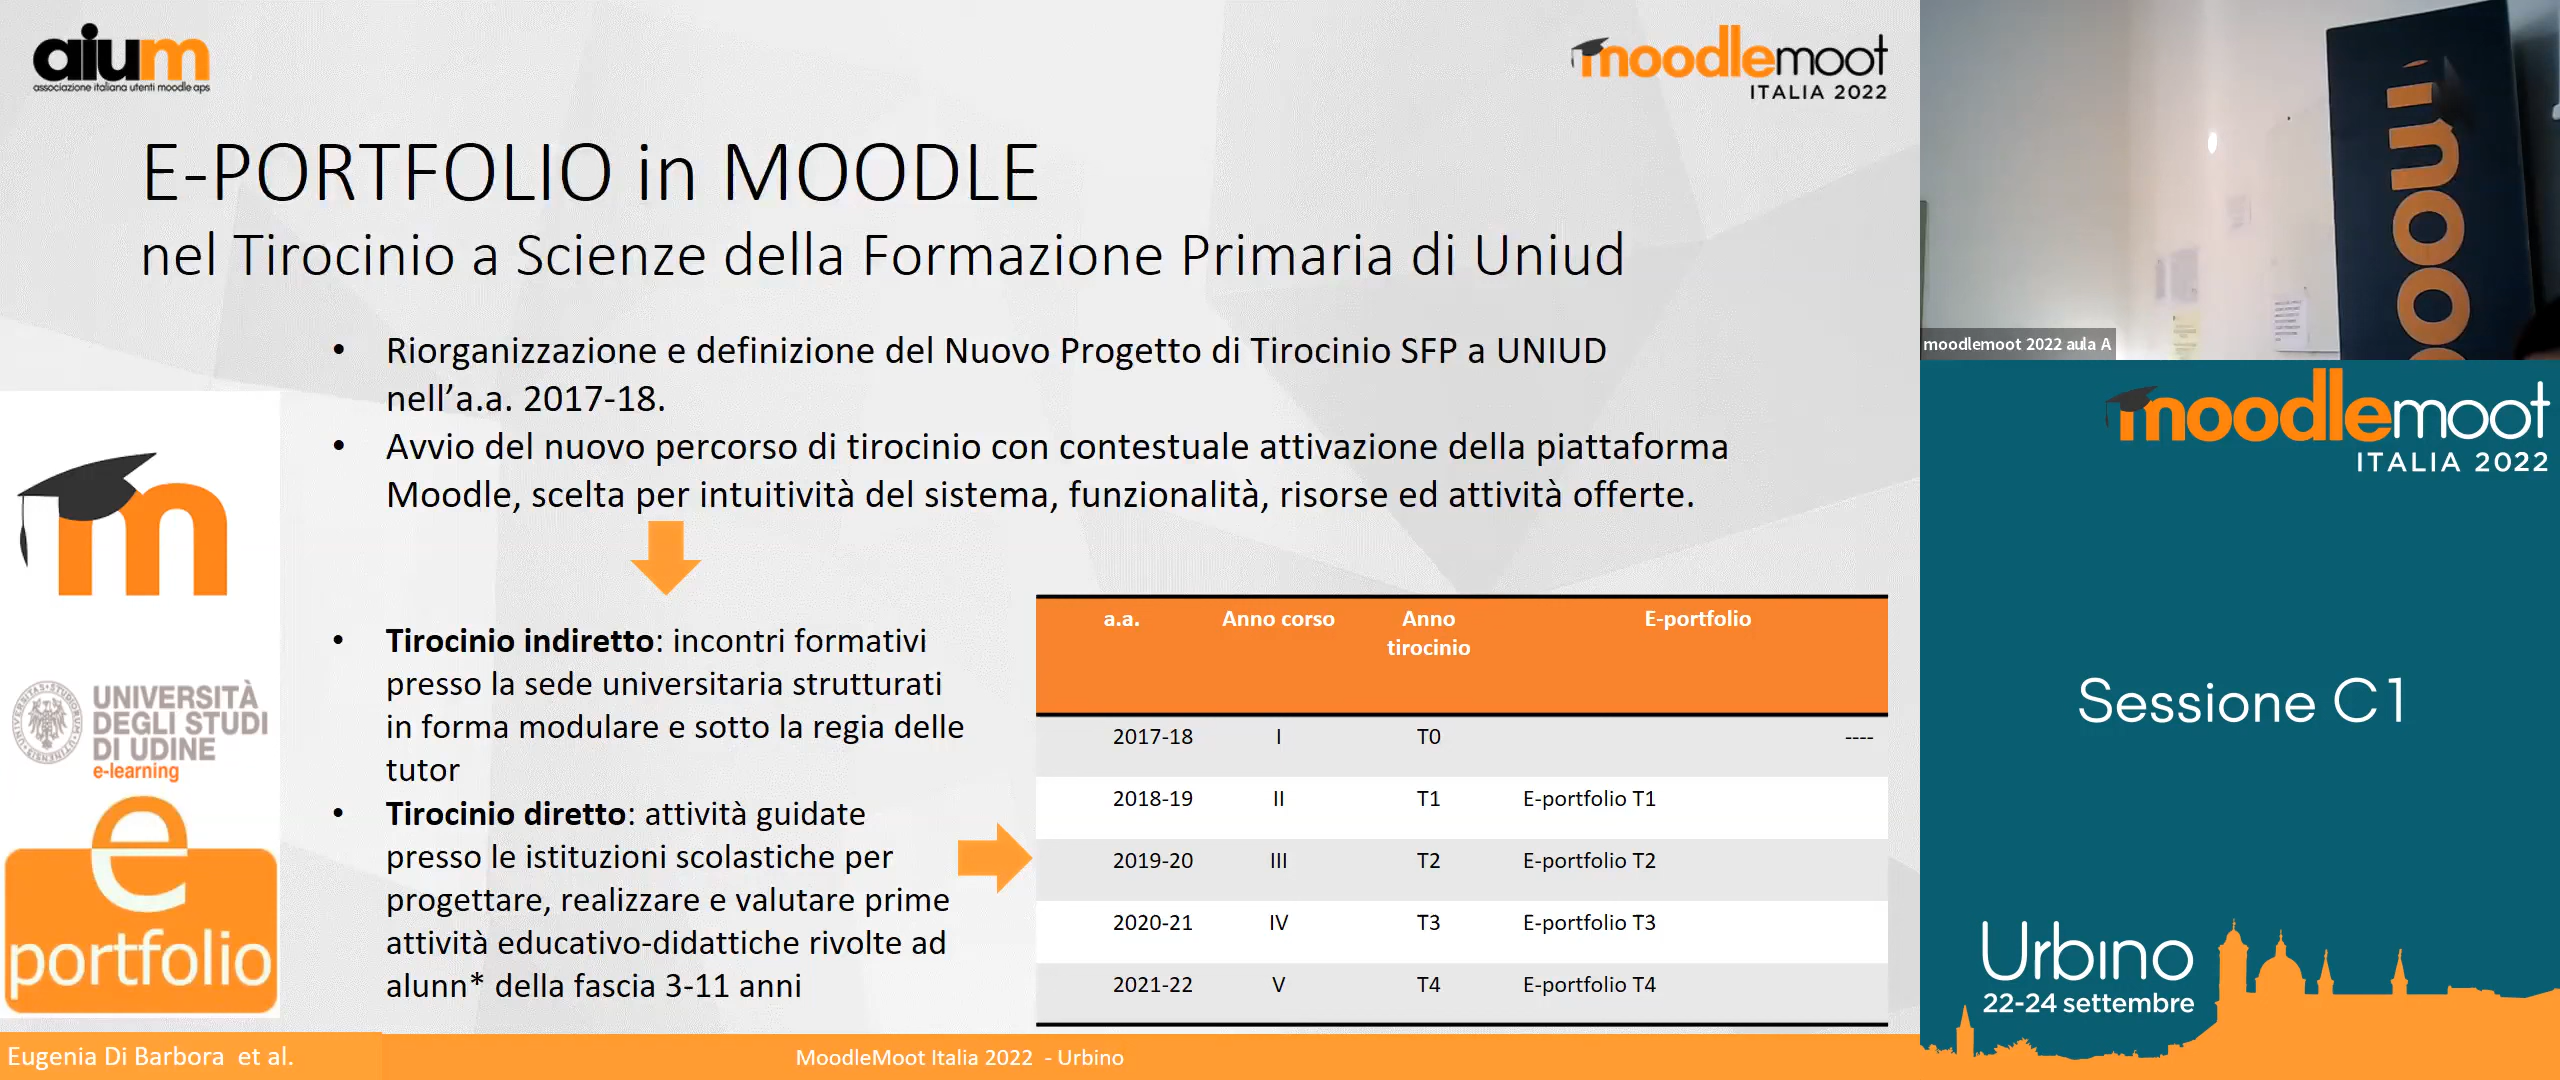 aium
associazione italiana utenti moodle aps
moodlemoot
ITALIA 2022
E-PORTFOLIO in MOODLE
nel Tirocinio a Scienze della Formazione Primaria di Uniud
• Riorganizzazione e definizione del Nuovo Progetto di Tirocinio SFP a UNIUD
nell’a.a. 2017-18.
• Avvio del nuovo percorso di tirocinio con contestuale attivazione della piattaforma
Moodle, scelta per intuitività del sistema, funzionalità, risorse ed attività offerte.
• Tirocinio indiretto: incontri formativi
presso la sede universitaria strutturati
in forma modulare e sotto la regia delle
tutor
• Tirocinio diretto: attività guidate
presso le istituzioni scolastiche per
progettare, realizzare e valutare prime
attività educativo-didattiche rivolte ad
alunn* della fascia 3-11 anni
m
UNIVERSITÀ
DEGLI STUDI
DI UDINE
e-learning
e
portfolio
a.a. Anno corso Anno tirocinio E-portfolio
2017-18 I T0 ----
2018-19 II T1 E-portfolio T1
2019-20 III T2 E-portfolio T2
2020-21 IV T3 E-portfolio T3
2021-22 V T4 E-portfolio T4
Eugenia Di Barbora et al.
MoodleMoot Italia 2022 - Urbino
moodlemoot 2022 aula A
moodlemoot
ITALIA 2022
Sessione C1
Urbino
22-24 settembre